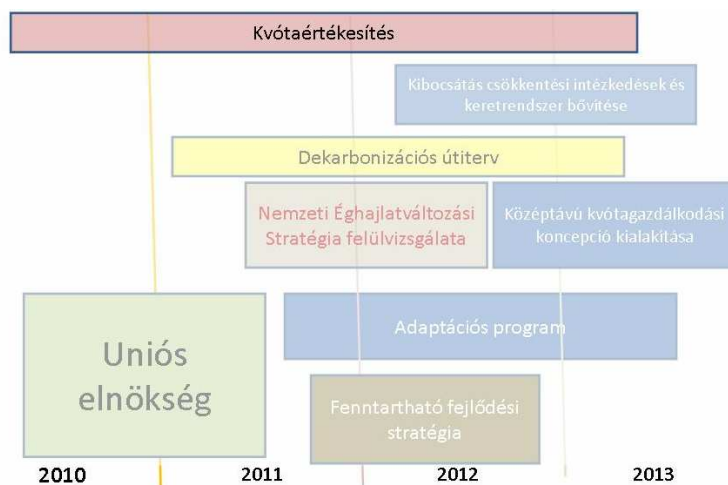 Kvótaértékesítés
Kibocsátás csökkentési intézkedések és
keretrendszer bővítése
Dekarbonizációs útiterv
Nemzeti Éghajlatváltozási
Stratégia felülvizsgálata
Középtávú kvótagazdálkodási
koncepció kialakítása
Uniós
elnökség
Adaptációs program
Fenntartható fejlődési
stratégia
2010 2011 2012 2013